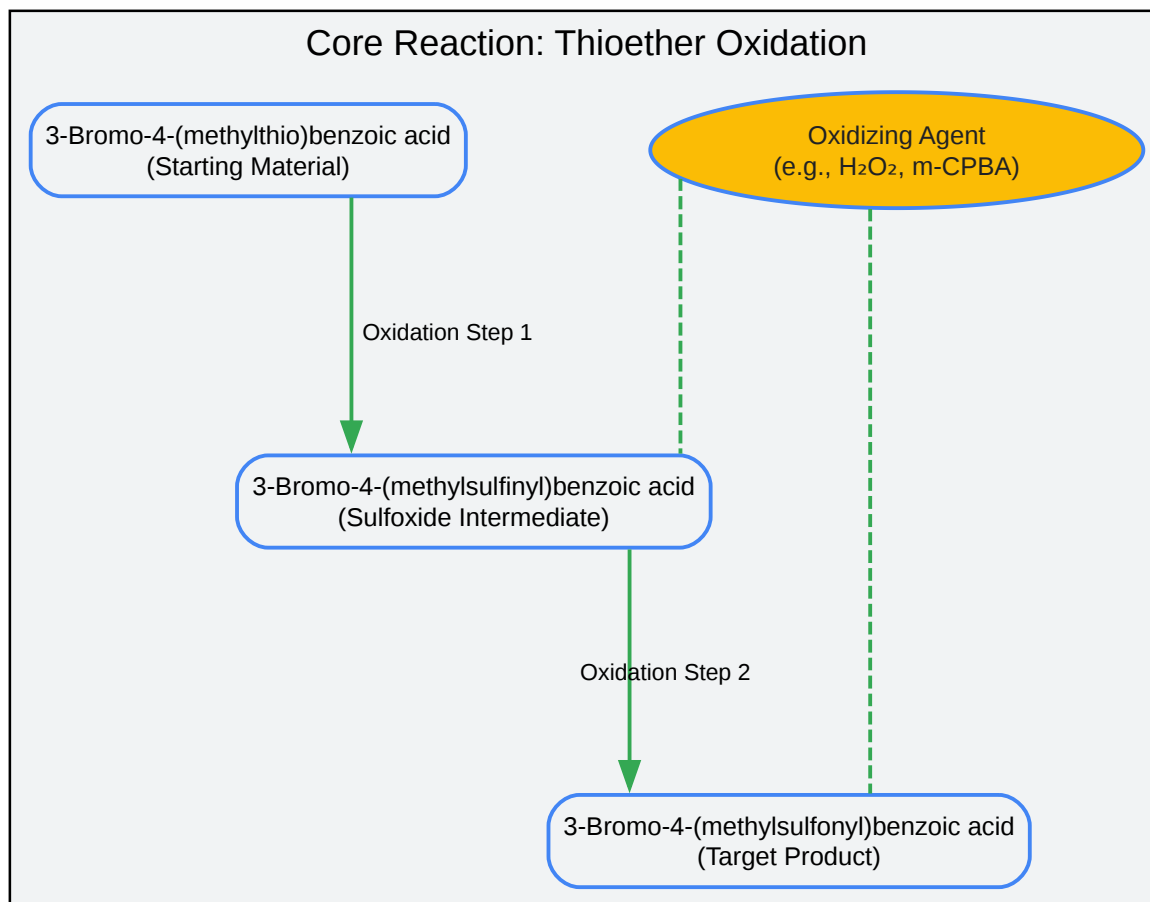 Core Reaction: Thioether Oxidation
3-Bromo-4-(methylthio)benzoic acid
(Starting Material)
Oxidizing Agent
(e.g., H₂O₂, m-CPBA)
Oxidation Step 1
3-Bromo-4-(methylsulfinyl)benzoic acid
(Sulfoxide Intermediate)
Oxidation Step 2
3-Bromo-4-(methylsulfonyl)benzoic acid
(Target Product)